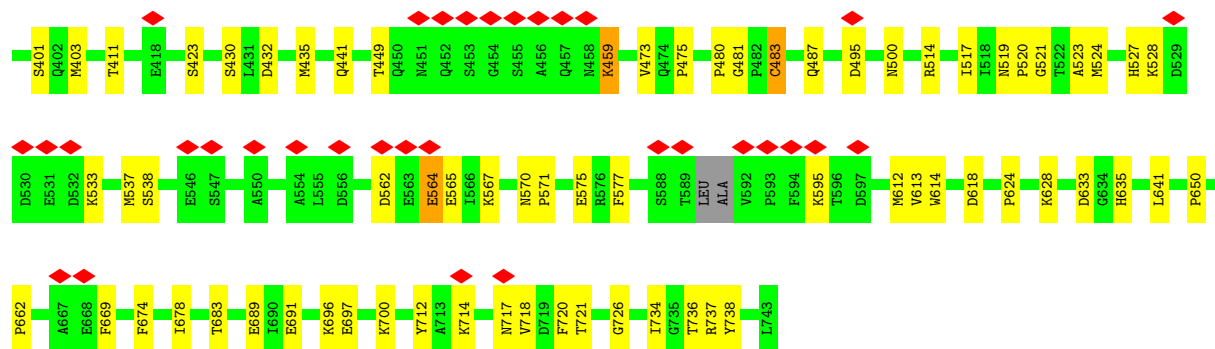 S401 Q402 M403 T411 E418 S423 S430 L431 D432 M435 Q441 T449 Q450 N451 Q452 S453 G454 S455 A456 Q457 N458 K459 V473 Q474 P475 P480 G481 P482 C483 Q487 D495 N500 R514 I517 I518 N519 P520 G521 T522 A523 M524 H527 K528 D529
D530 E531 D532 K533 M537 S538 E546 S547 A550 A554 L555 D556 D562 E563 E564 E565 I566 K567 N570 P571 E575 R576 F577 S588 T589 LEU ALA V592 P593 F594 K595 T596 D597 M612 V613 W614 D618 P624 K628 D633 G634 H635 L641 P650
P662 A667 E668 F669 F674 I678 T683 E689 I690 E691 K696 E697 K700 Y712 A713 K714 N717 V718 D719 F720 T721 G726 I734 G735 T736 R737 Y738 L743